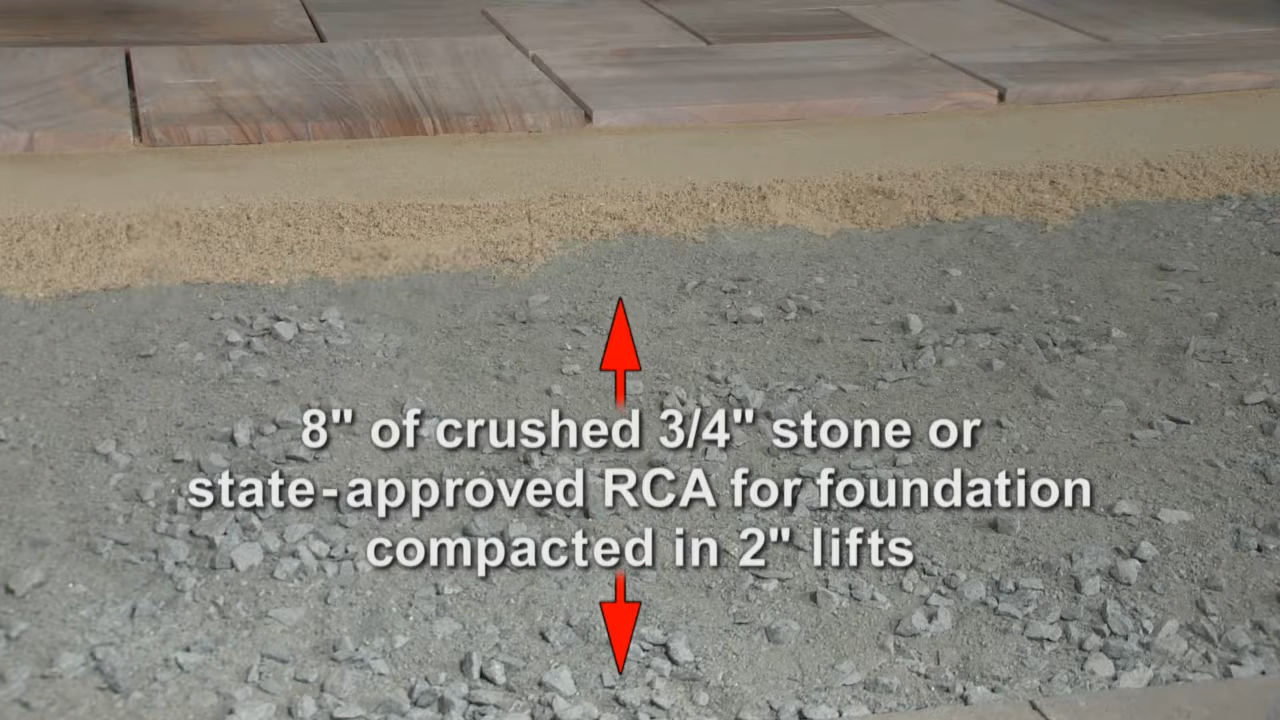 8" of crushed 3/4" stone or
state-approved RCA for foundation
compacted in 2" lifts